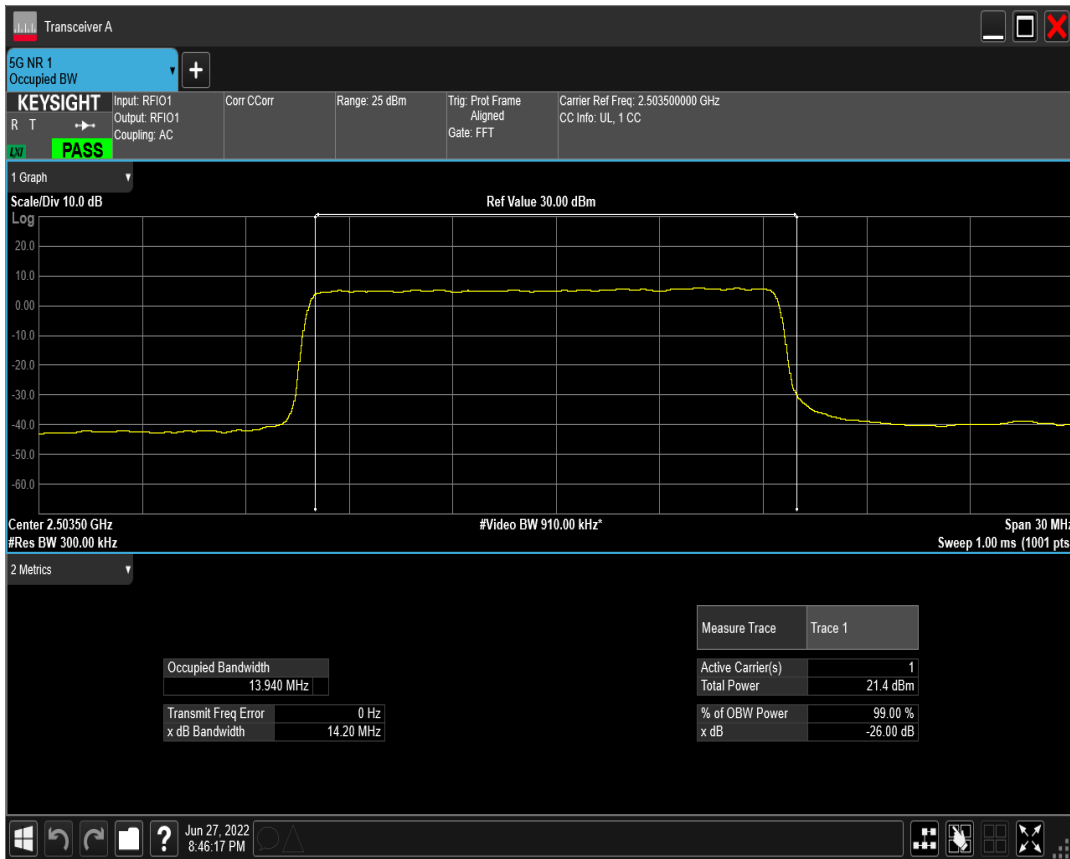 Transceiver A
5G NR 1
Occupied BW
KEYSIGHT
R T
LXI
PASS
Input: RFIO1
Output: RFIO1
Coupling: AC
Corr CCorr
Range: 25 dBm
Trig: Prot Frame
Aligned
Gate: FFT
Carrier Ref Freq: 2.503500000 GHz
CC Info: UL, 1 CC
1 Graph
Scale/Div 10.0 dB
Ref Value 30.00 dBm
Log
20.0
10.0
0.00
-10.0
-20.0
-30.0
-40.0
-50.0
-60.0
Center 2.50350 GHz
#Video BW 910.00 kHz*
Span 30 MHz
#Res BW 300.00 kHz
Sweep 1.00 ms (1001 pts
2 Metrics
Measure Trace Trace 1
Occupied Bandwidth
13.940 MHz
Active Carrier(s) 1
Total Power 21.4 dBm
Transmit Freq Error 0 Hz
x dB Bandwidth 14.20 MHz
% of OBW Power 99.00 %
x dB -26.00 dB
?
Jun 27, 2022
8:46:17 PM